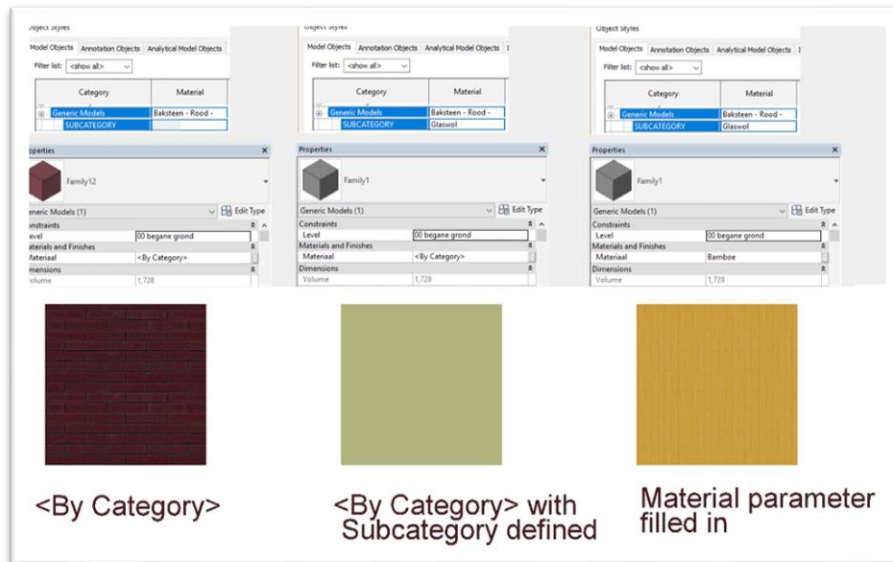 Object Styles
Model Objects Annotation Objects Analytical Model Objects
Filter list: <show all>
Category Material
Generic Models Baksteen - Rood -
SUBCATEGORY
Properties
Family12
Generic Models (1) Edit Type
Constraints
Level 00 begane grond
Materials and Finishes
Materiaal <By Category>
Dimensions
Volume 1,728
<By Category>
Object Styles
Model Objects Annotation Objects Analytical Model Objects
Filter list: <show all>
Category Material
Generic Models Baksteen - Rood -
SUBCATEGORY Glaswol
Properties
Family1
Generic Models (1) Edit Type
Constraints
Level 00 begane grond
Materials and Finishes
Materiaal <By Category>
Dimensions
Volume 1,728
<By Category> with
Subcategory defined
Object Styles
Model Objects Annotation Objects Analytical Model Objects
Filter list: <show all>
Category Material
Generic Models Baksteen - Rood -
SUBCATEGORY Glaswol
Properties
Family1
Generic Models (1) Edit Type
Constraints
Level 00 begane grond
Materials and Finishes
Materiaal Bamboe
Dimensions
Volume 1,728
Material parameter
filled in